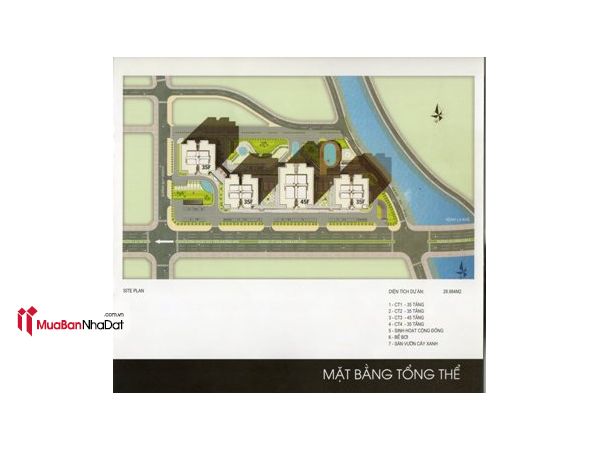 35F
35F
45F
35F
SITE PLAN
DIỆN TÍCH DỰ ÁN:
1 - CT1 - 35 TẦNG
2 - CT2 - 35 TẦNG
3 - CT3 - 45 TẦNG
4 - CT4 - 35 TẦNG
5 - SINH HOẠT CỘNG ĐỒNG
6 - BỂ BƠI
7 - SÂN VƯỜN CÂY XANH
.com.vn
MuaBanNhaDat
MẶT BẰNG TỔNG THỂ